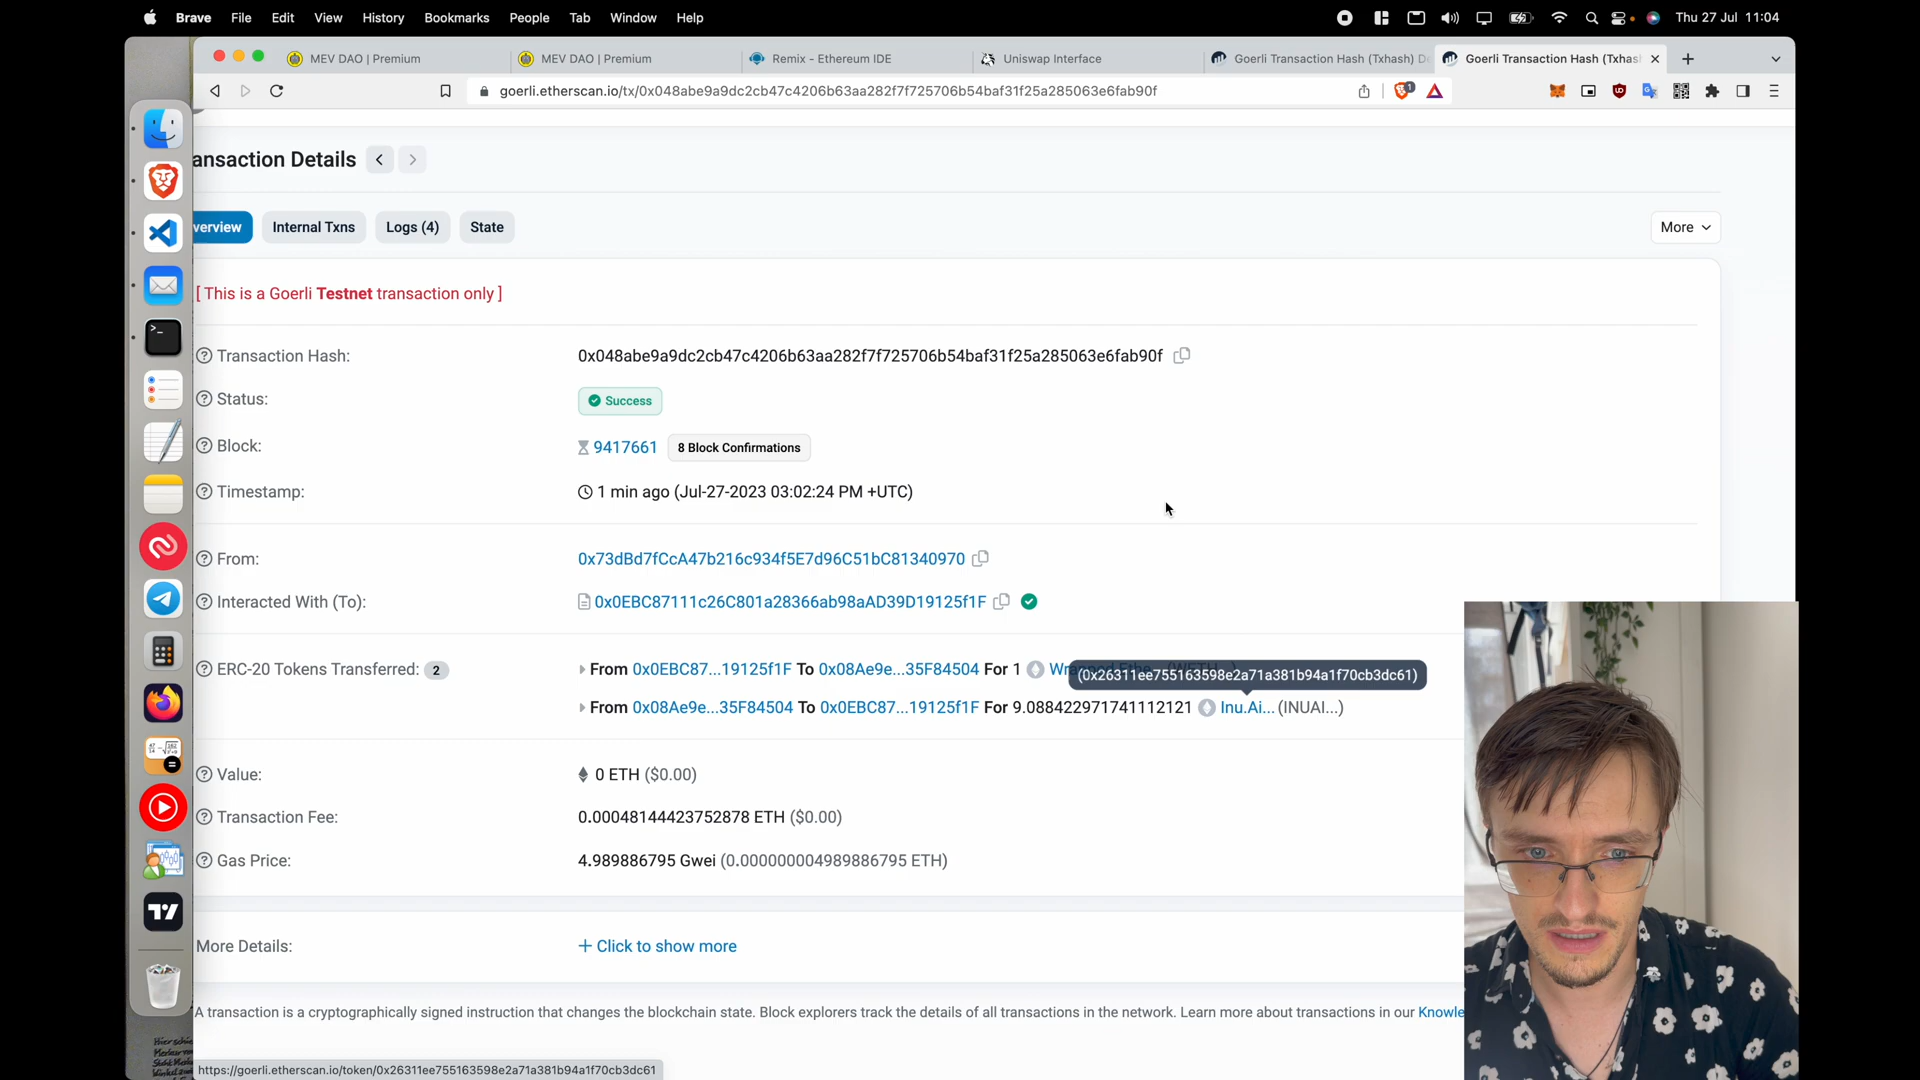 Brave File Edit View History Bookmarks People Tab Window Help
Thu 27 Jul 11:04
MEV DAO | Premium
MEV DAO | Premium
Remix - Ethereum IDE
Uniswap Interface
Goerli Transaction Hash (Txhash) D
Goerli Transaction Hash (Txhas
goerli.etherscan.io/tx/0x048abe9a9dc2cb47c4206b63aa282f7f725706b54baf31f25a285063e6fab90f
ansaction Details
verview
Internal Txns
Logs (4)
State
More
[ This is a Goerli Testnet transaction only ]
Transaction Hash:
0x048abe9a9dc2cb47c4206b63aa282f7f725706b54baf31f25a285063e6fab90f
Status:
Success
Block:
9417661
8 Block Confirmations
Timestamp:
1 min ago (Jul-27-2023 03:02:24 PM +UTC)
From:
0x73dBd7fCcA47b216c934f5E7d96C51bC81340970
Interacted With (To):
0x0EBC87111c26C801a28366ab98aAD39D19125f1F
ERC-20 Tokens Transferred: 2
From 0x0EBC87...19125f1F To 0x08Ae9e...35F84504 For 1
(0x26311ee755163598e2a71a381b94a1f70cb3dc61)
From 0x08Ae9e...35F84504 To 0x0EBC87...19125f1F For 9.088422971741112121 Inu.Ai... (INUAI...)
Value:
0 ETH ($0.00)
Transaction Fee:
0.00048144423752878 ETH ($0.00)
Gas Price:
4.989886795 Gwei (0.000000004989886795 ETH)
More Details:
+ Click to show more
A transaction is a cryptographically signed instruction that changes the blockchain state. Block explorers track the details of all transactions in the network. Learn more about transactions in our Knowle
https://goerli.etherscan.io/token/0x26311ee755163598e2a71a381b94a1f70cb3dc61